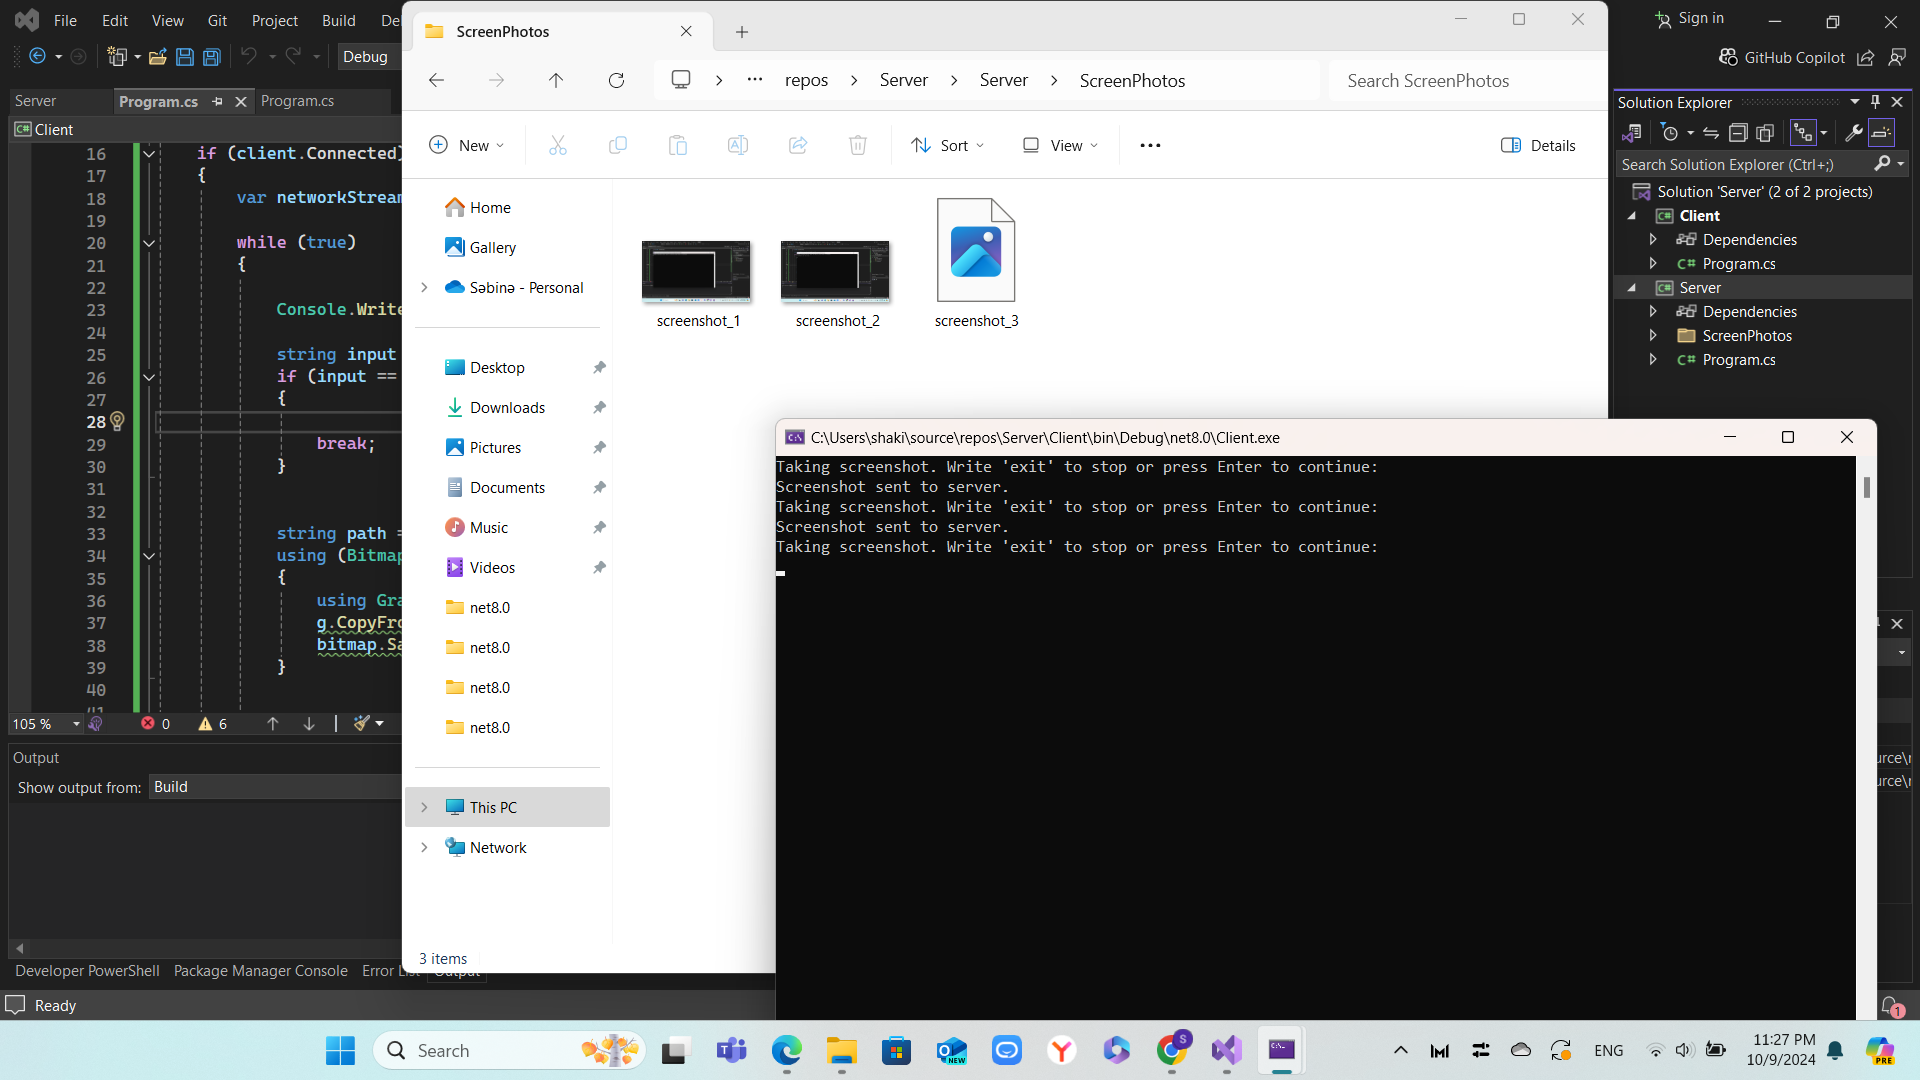 File Edit View Git Project Build
Debug
Server Program.cs Program.cs
Client
16 if (client.Connected)
17 {
18 var networkStream
19
20 while (true)
21 {
22
23 Console.Write
24
25 string input
26 if (input ==
27 {
28
29 break;
30 }
31
32
33 string path =
34 using (Bitmap
35 {
36 using Gra
37 g.CopyFro
38 bitmap.Sa
39 }
40
41
105 % 0 6
Output
Show output from: Build
Developer PowerShell Package Manager Console Error List Output
Ready
ScreenPhotos
repos Server Server ScreenPhotos
Search ScreenPhotos
New Sort View Details
Home
Gallery
Səbinə - Personal
Desktop
Downloads
Pictures
Documents
Music
Videos
net8.0
net8.0
net8.0
net8.0
This PC
Network
screenshot_1 screenshot_2 screenshot_3
3 items
C:\Users\shaki\source\repos\Server\Client\bin\Debug\net8.0\Client.exe
Taking screenshot. Write 'exit' to stop or press Enter to continue:
Screenshot sent to server.
Taking screenshot. Write 'exit' to stop or press Enter to continue:
Screenshot sent to server.
Taking screenshot. Write 'exit' to stop or press Enter to continue:
Sign in
GitHub Copilot
Solution Explorer
Search Solution Explorer (Ctrl+;)
Solution 'Server' (2 of 2 projects)
C# Client
Dependencies
C# Program.cs
C# Server
Dependencies
ScreenPhotos
C# Program.cs
urce\r
urce\r
1
Search
NEW
S
ENG
11:27 PM
10/9/2024
PRE